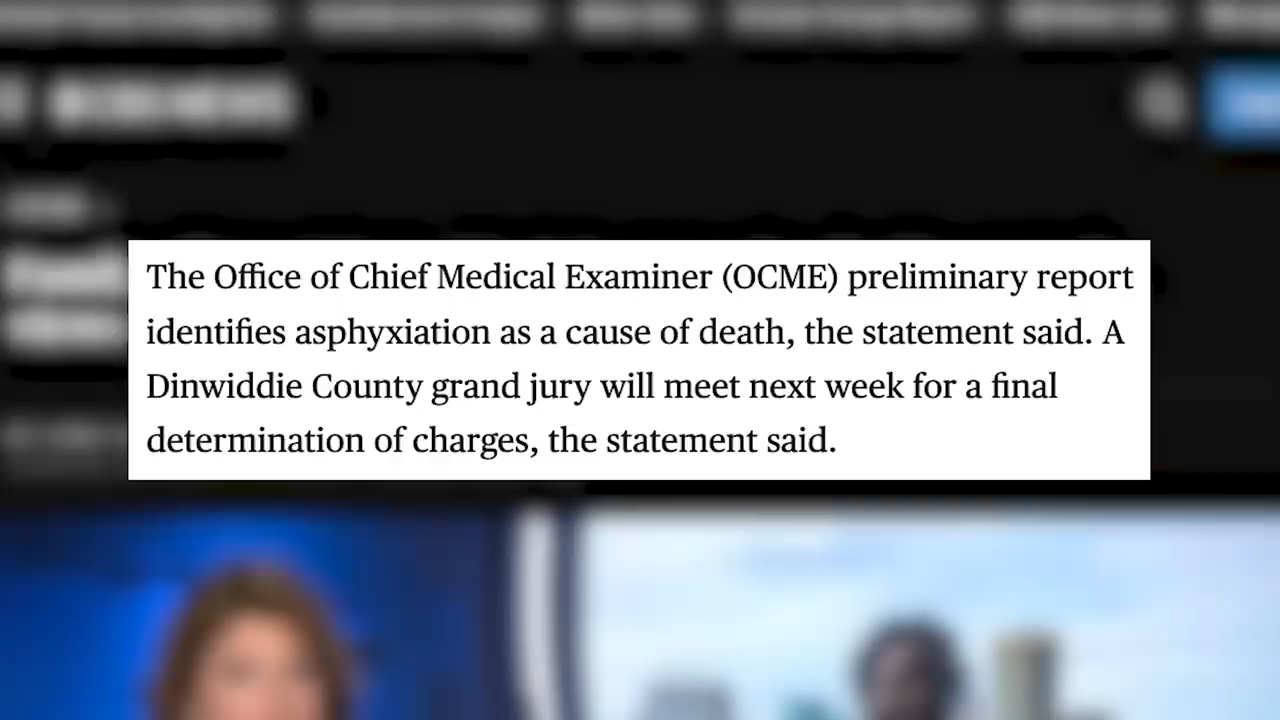 The Office of Chief Medical Examiner (OCME) preliminary report
identifies asphyxiation as a cause of death, the statement said. A
Dinwiddie County grand jury will meet next week for a final
determination of charges, the statement said.